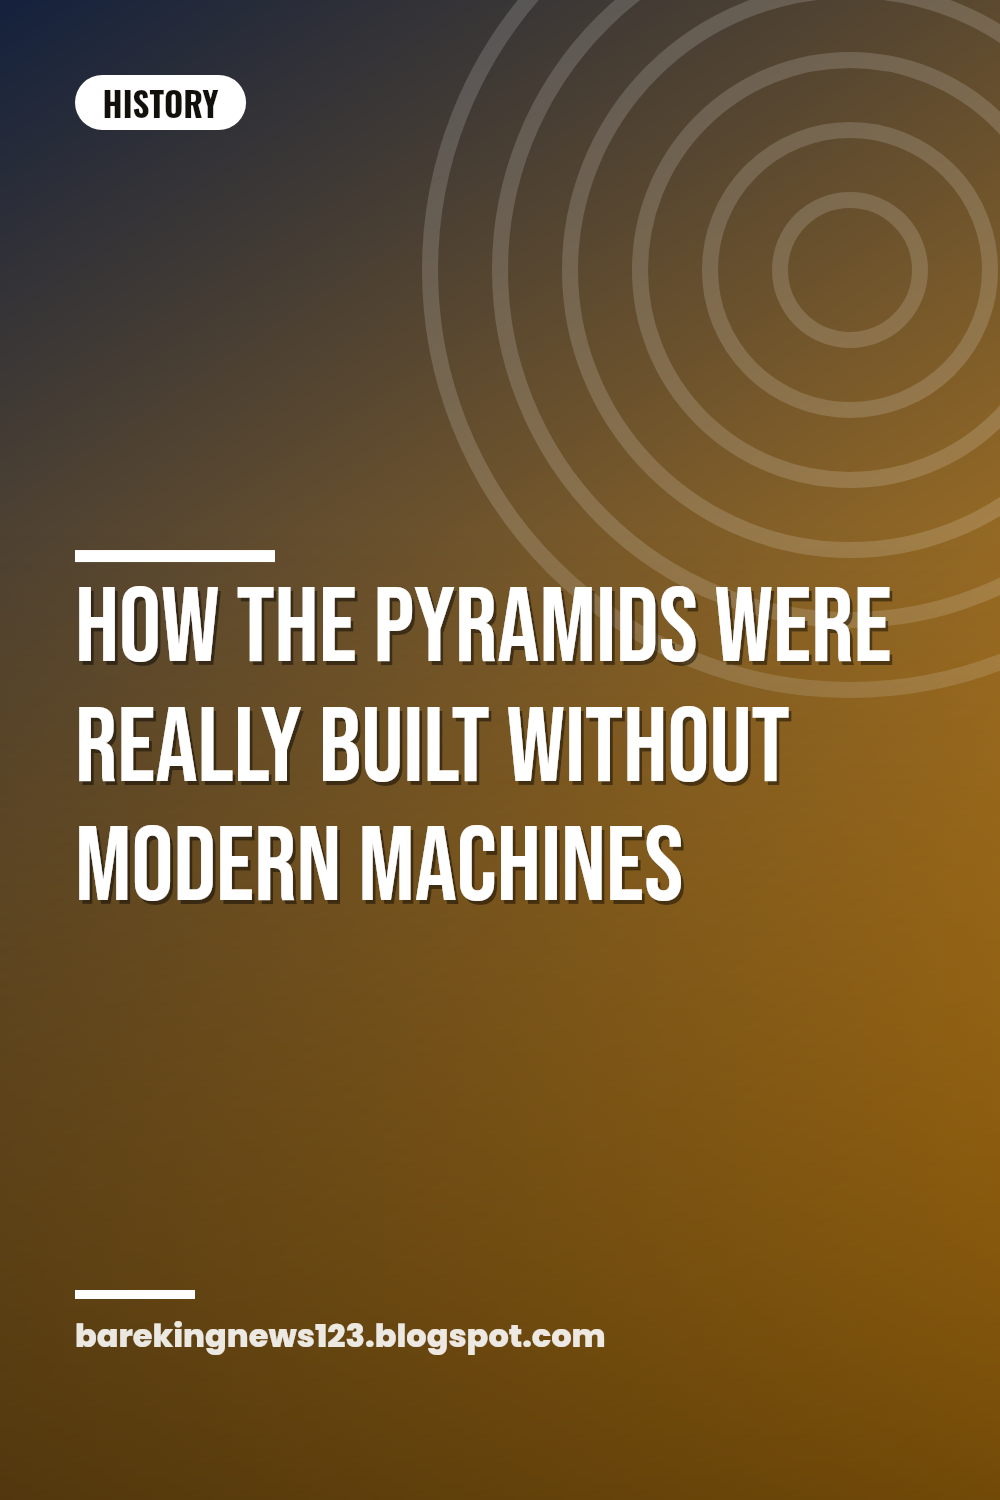 HISTORY
HOW THE PYRAMIDS WERE
REALLY BUILT WITHOUT
MODERN MACHINES
barekingnews123.blogspot.com